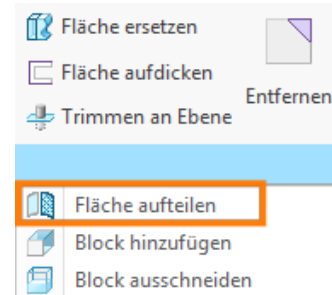 Fläche ersetzen
Fläche aufdicken
Entfernen
Trimmen an Ebene
Fläche aufteilen
Block hinzufügen
Block ausschneiden